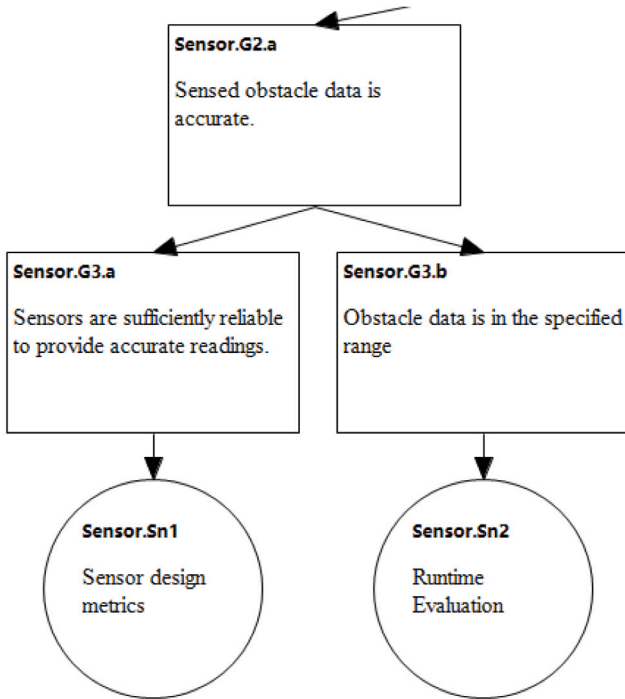 Sensor.G2.a
Sensed obstacle data is
accurate.
Sensor.G3.a
Sensors are sufficiently reliable
to provide accurate readings.
Sensor.G3.b
Obstacle data is in the specified
range
Sensor.Sn1
Sensor design
metrics
Sensor.Sn2
Runtime
Evaluation